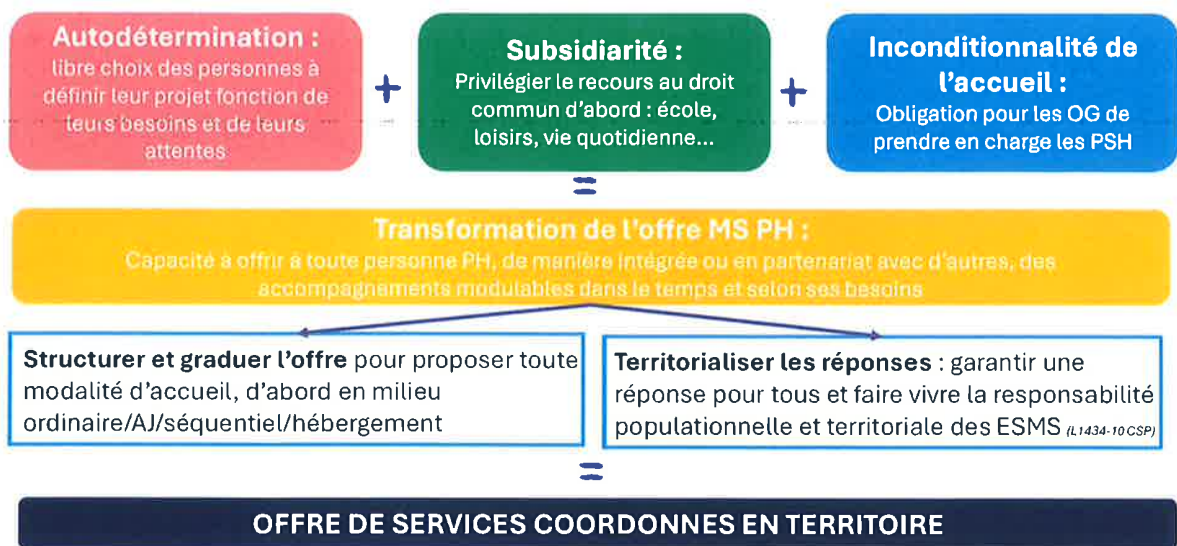 Autodétermination :
libre choix des personnes à
définir leur projet fonction de
leurs besoins et de leurs
attentes
+
Subsidiarité :
Privilégier le recours au droit
commun d'abord : école,
loisirs, vie quotidienne...
+
Inconditionnalité de
l'accueil :
Obligation pour les OG de
prendre en charge les PSH
=
Transformation de l'offre MS PH :
Capacité à offrir à toute personne PH, de manière intégrée ou en partenariat avec d'autres, des
accompagnements modulables dans le temps et selon ses besoins
Structurer et graduer l'offre pour proposer toute
modalité d'accueil, d'abord en milieu
ordinaire/AJ/séquentiel/hébergement
Territorialiser les réponses : garantir une
réponse pour tous et faire vivre la responsabilité
populationnelle et territoriale des ESMS (L1434-10 CSP)
=
OFFRE DE SERVICES COORDONNES EN TERRITOIRE